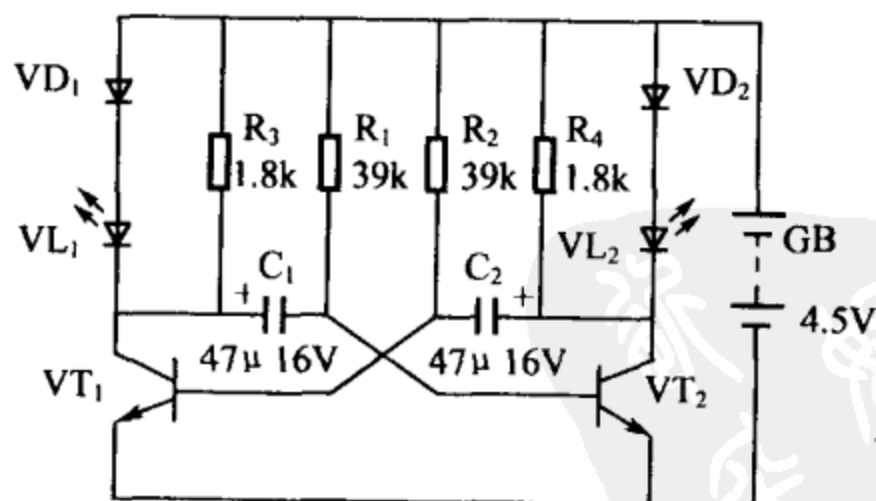 VD₁
R₃
1.8k
R₁
39k
R₂
39k
R₄
1.8k
VD₂
VL₁
C₁
+
47μ 16V
C₂
+
47μ 16V
VL₂
GB
4.5V
VT₁
VT₂